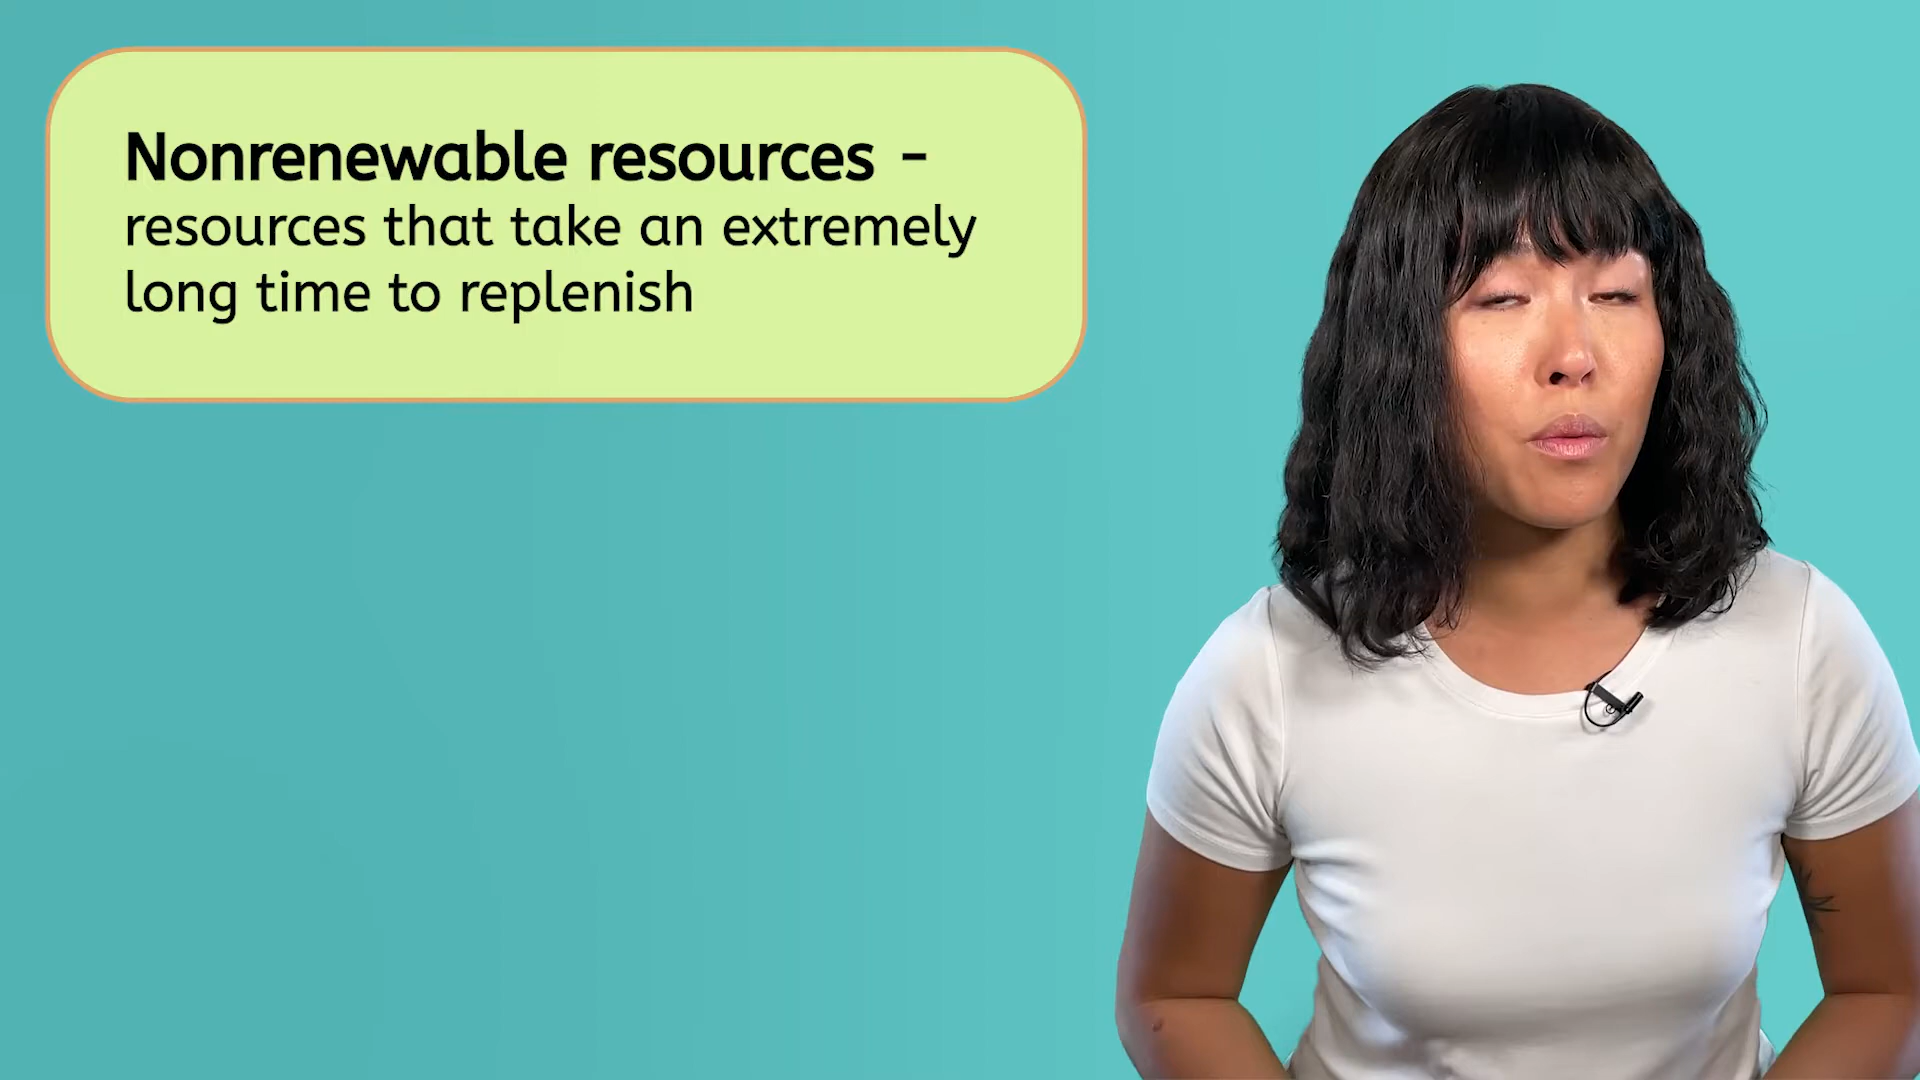 Nonrenewable resources -
resources that take an extremely
long time to replenish